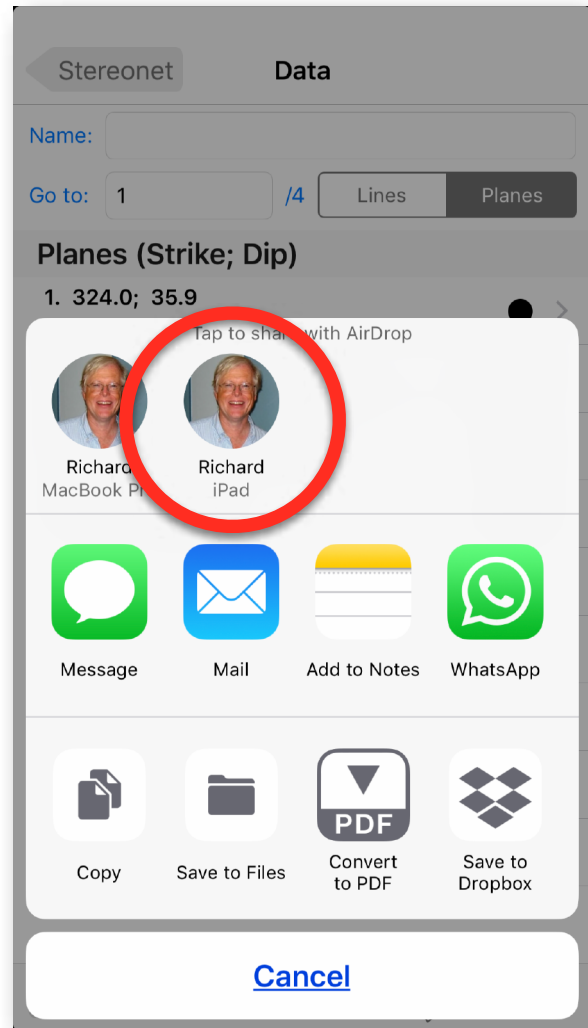 Stereonet
Data
Name:
Go to: 1 /4 Lines Planes
Planes (Strike; Dip)
1. 324.0; 35.9
Tap to share with AirDrop
Richard Richard
MacBook iPad
Message Mail Add to Notes WhatsApp
PDF
Copy Save to Files Convert to PDF Save to Dropbox
Cancel